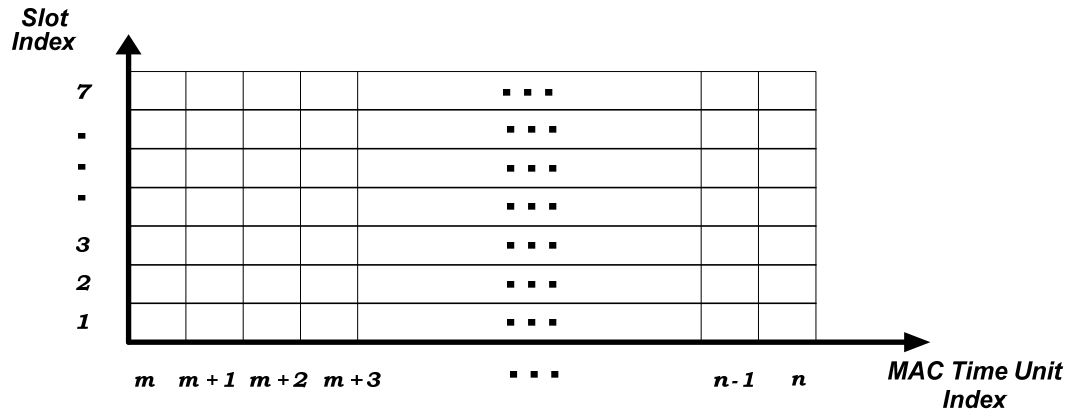 Slot
Index
7 . . .
. . . .
. . . .
. . . .
3 . . .
2 . . .
1 . . .
m m + 1 m + 2 m + 3 . . . n - 1 n
MAC Time Unit
Index